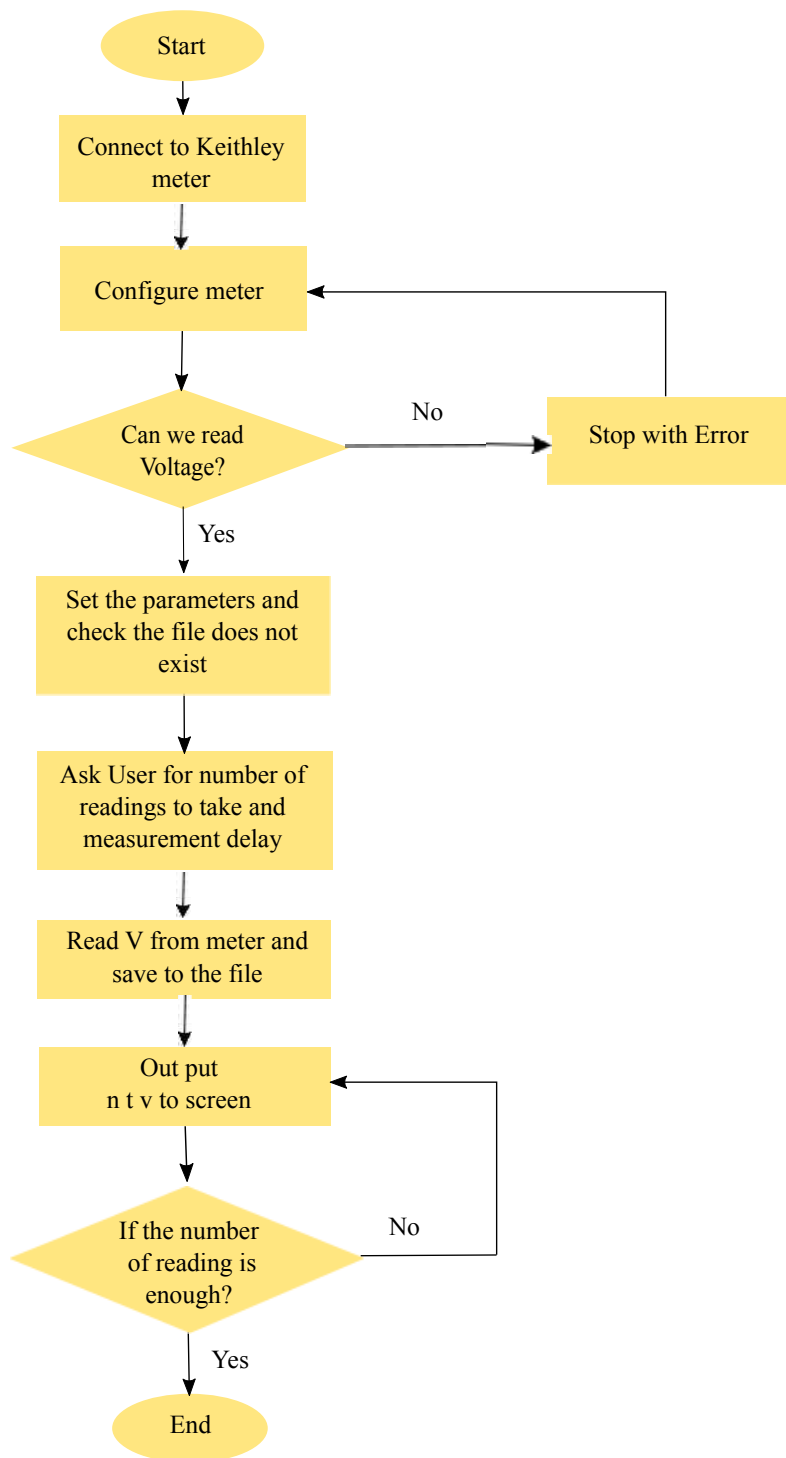 Start
Connect to Keithley
meter
Configure meter
Can we read
Voltage?
No
Stop with Error
Yes
Set the parameters and
check the file does not
exist
Ask User for number of
readings to take and
measurement delay
Read V from meter and
save to the file
Out put
n t v to screen
If the number
of reading is
enough?
No
Yes
End